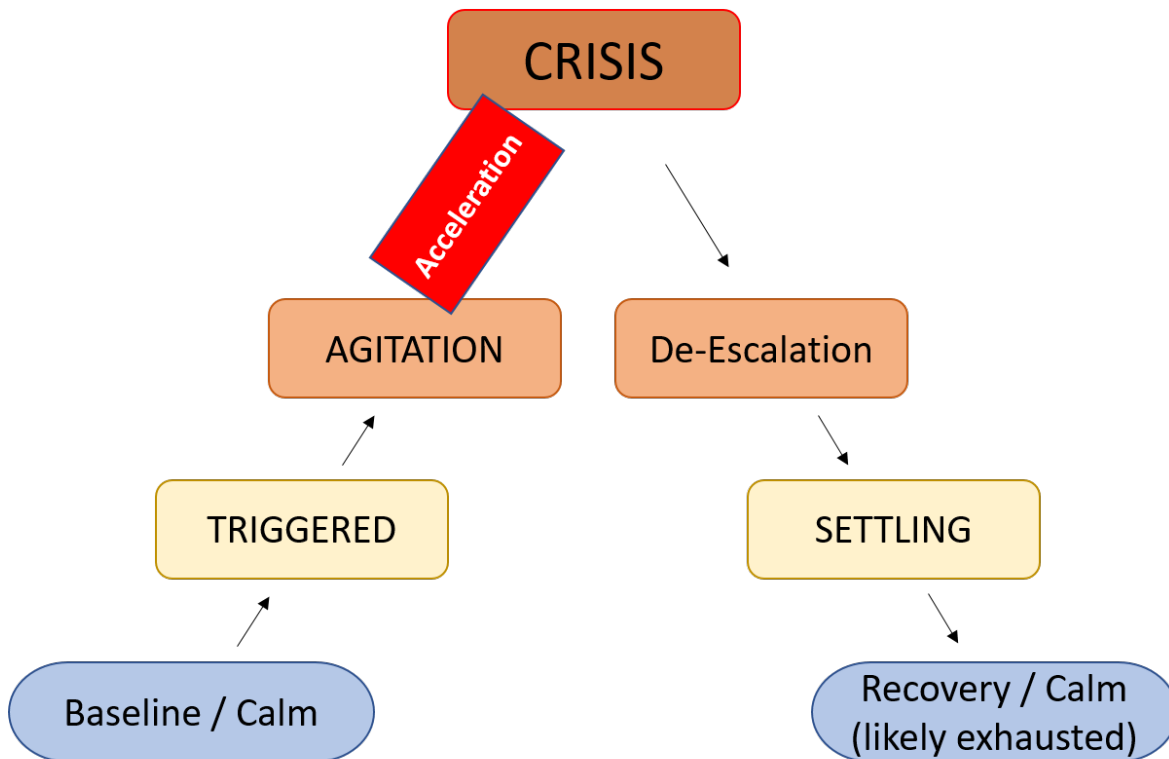 CRISIS
Acceleration
AGITATION
De-Escalation
TRIGGERED
SETTLING
Baseline / Calm
Recovery / Calm
(likely exhausted)